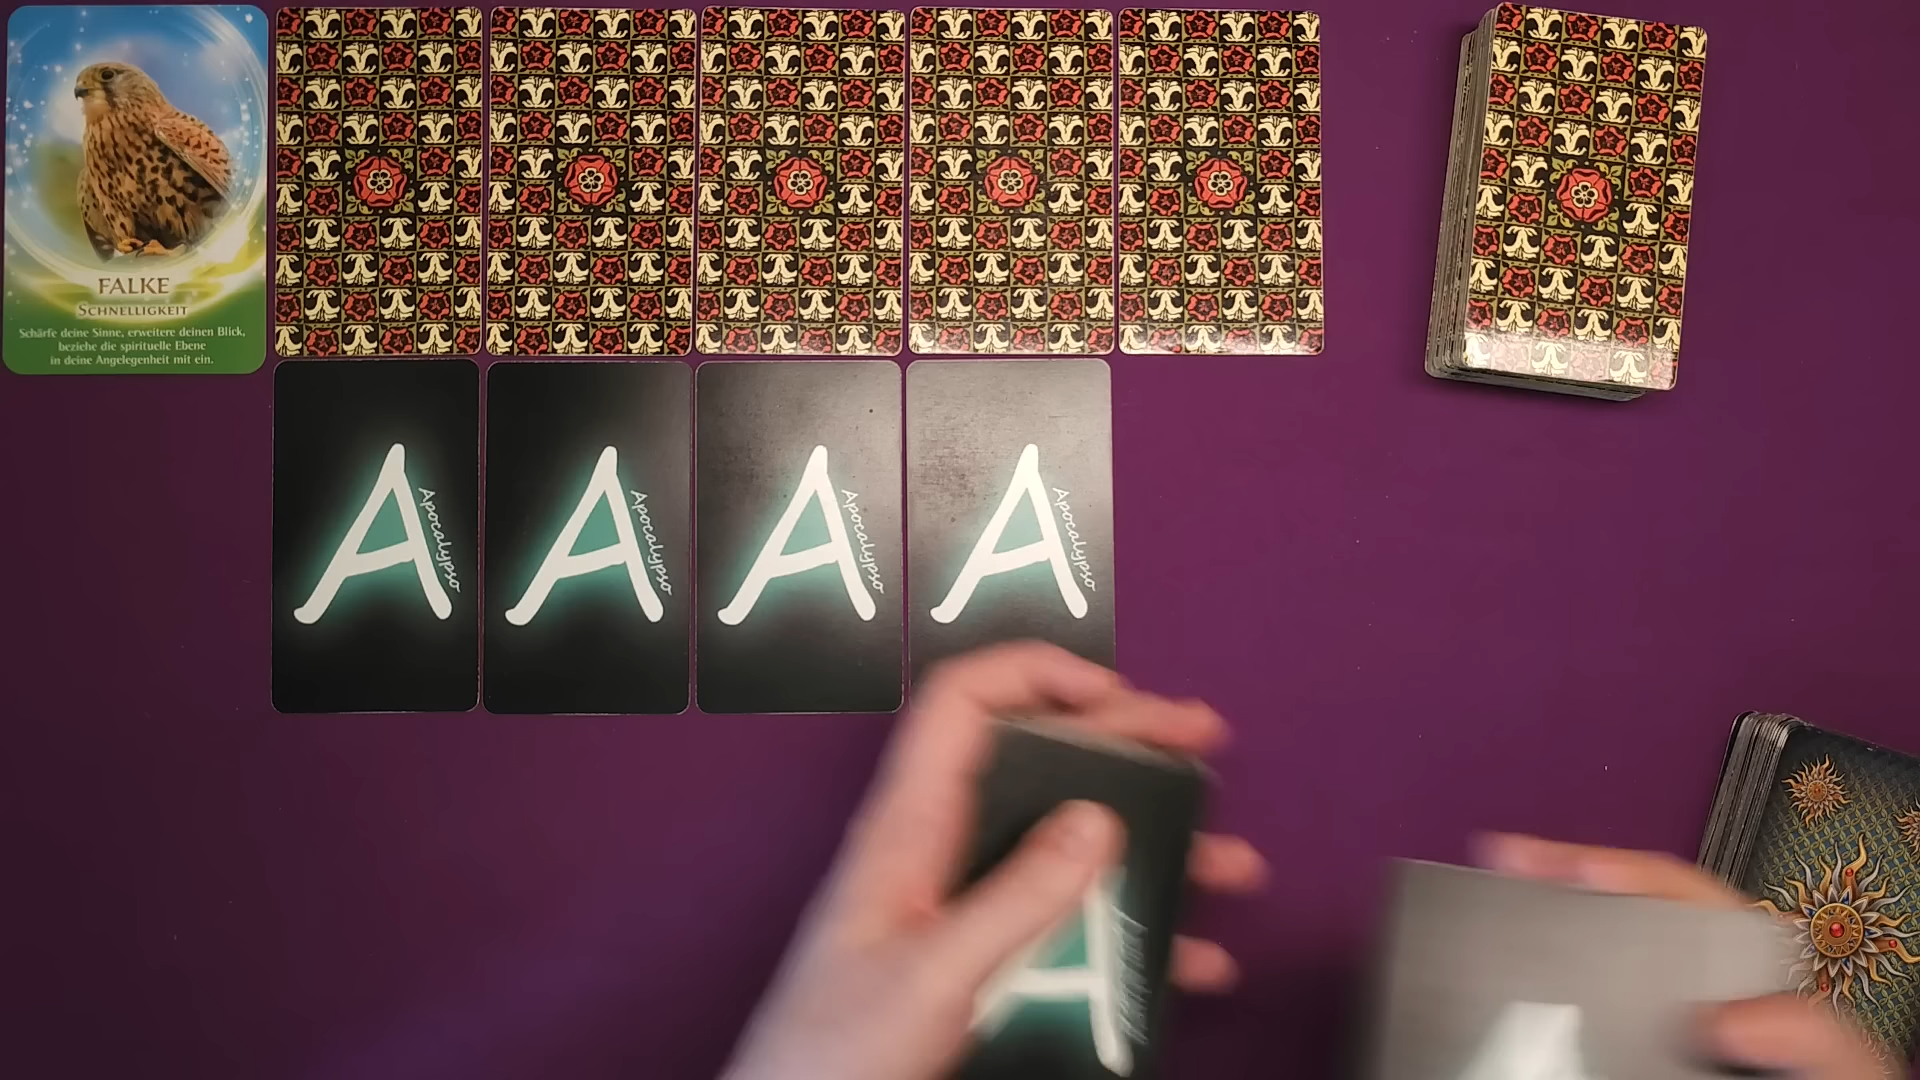 FALKE
SCHNELLIGKEIT
Schärfe deine Sinne, erweitere deinen Blick,
beziehe die spirituelle Ebene
in deine Angelegenheit mit ein.
A
Apocalypso
A
Apocalypso
A
Apocalypso
A
Apocalypso
A